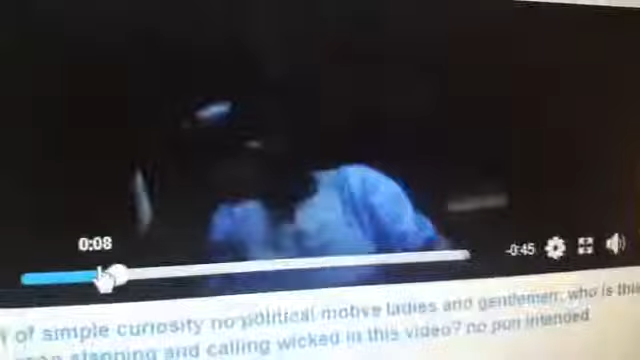 0:08
-0:45
of simple curiosity no political motive ladies and gentlemen, who is this
slapping and calling wicked in this video? no pun intended